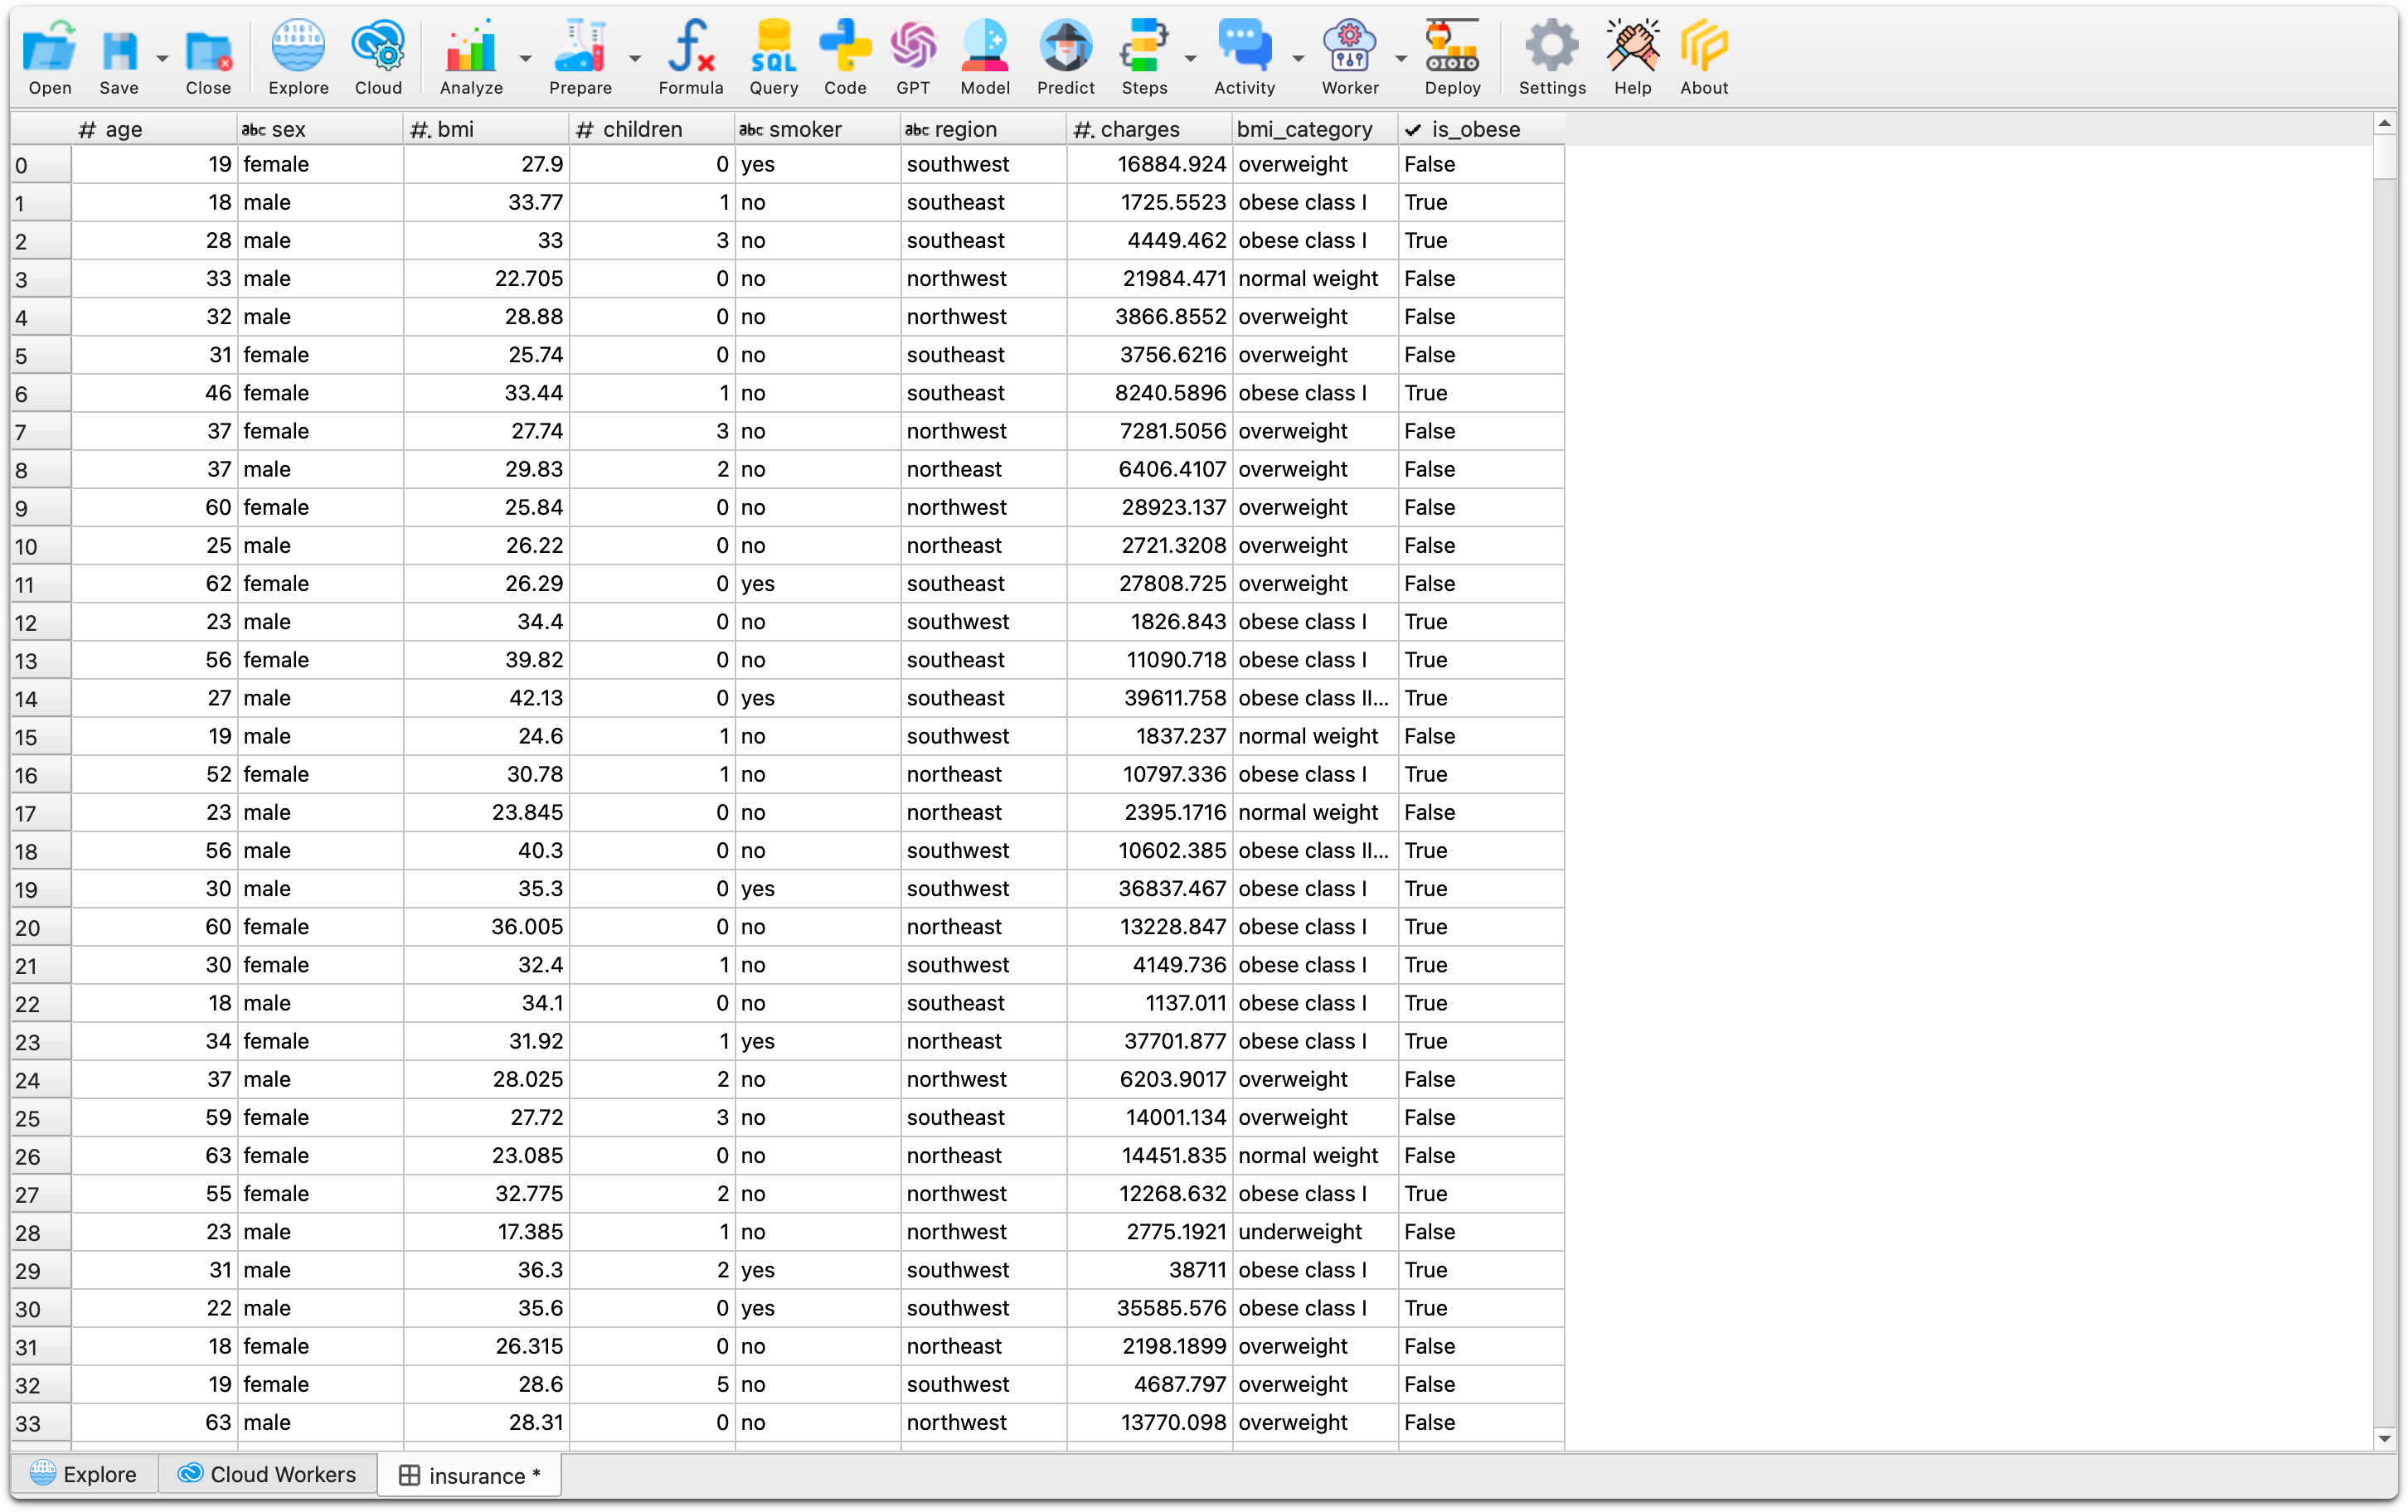 Open Save Close Explore Cloud Analyze Prepare Formula SQL Query Code GPT Model Predict Steps Activity Worker Deploy Settings Help About
# age abc sex #. bmi # children abc smoker abc region #. charges bmi_category is_obese
0 19 female 27.9 0 yes southwest 16884.924 overweight False
1 18 male 33.77 1 no southeast 1725.5523 obese class I True
2 28 male 33 3 no southeast 4449.462 obese class I True
3 33 male 22.705 0 no northwest 21984.471 normal weight False
4 32 male 28.88 0 no northwest 3866.8552 overweight False
5 31 female 25.74 0 no southeast 3756.6216 overweight False
6 46 female 33.44 1 no southeast 8240.5896 obese class I True
7 37 female 27.74 3 no northwest 7281.5056 overweight False
8 37 male 29.83 2 no northeast 6406.4107 overweight False
9 60 female 25.84 0 no northwest 28923.137 overweight False
10 25 male 26.22 0 no northeast 2721.3208 overweight False
11 62 female 26.29 0 yes southeast 27808.725 overweight False
12 23 male 34.4 0 no southwest 1826.843 obese class I True
13 56 female 39.82 0 no southeast 11090.718 obese class I True
14 27 male 42.13 0 yes southeast 39611.758 obese class II... True
15 19 male 24.6 1 no southwest 1837.237 normal weight False
16 52 female 30.78 1 no northeast 10797.336 obese class I True
17 23 male 23.845 0 no northeast 2395.1716 normal weight False
18 56 male 40.3 0 no southwest 10602.385 obese class II... True
19 30 male 35.3 0 yes southwest 36837.467 obese class I True
20 60 female 36.005 0 no northeast 13228.847 obese class I True
21 30 female 32.4 1 no southwest 4149.736 obese class I True
22 18 male 34.1 0 no southeast 1137.011 obese class I True
23 34 female 31.92 1 yes northeast 37701.877 obese class I True
24 37 male 28.025 2 no northwest 6203.9017 overweight False
25 59 female 27.72 3 no southeast 14001.134 overweight False
26 63 female 23.085 0 no northeast 14451.835 normal weight False
27 55 female 32.775 2 no northwest 12268.632 obese class I True
28 23 male 17.385 1 no northwest 2775.1921 underweight False
29 31 male 36.3 2 yes southwest 38711 obese class I True
30 22 male 35.6 0 yes southwest 35585.576 obese class I True
31 18 female 26.315 0 no northeast 2198.1899 overweight False
32 19 female 28.6 5 no southwest 4687.797 overweight False
33 63 male 28.31 0 no northwest 13770.098 overweight False
Explore Cloud Workers insurance *